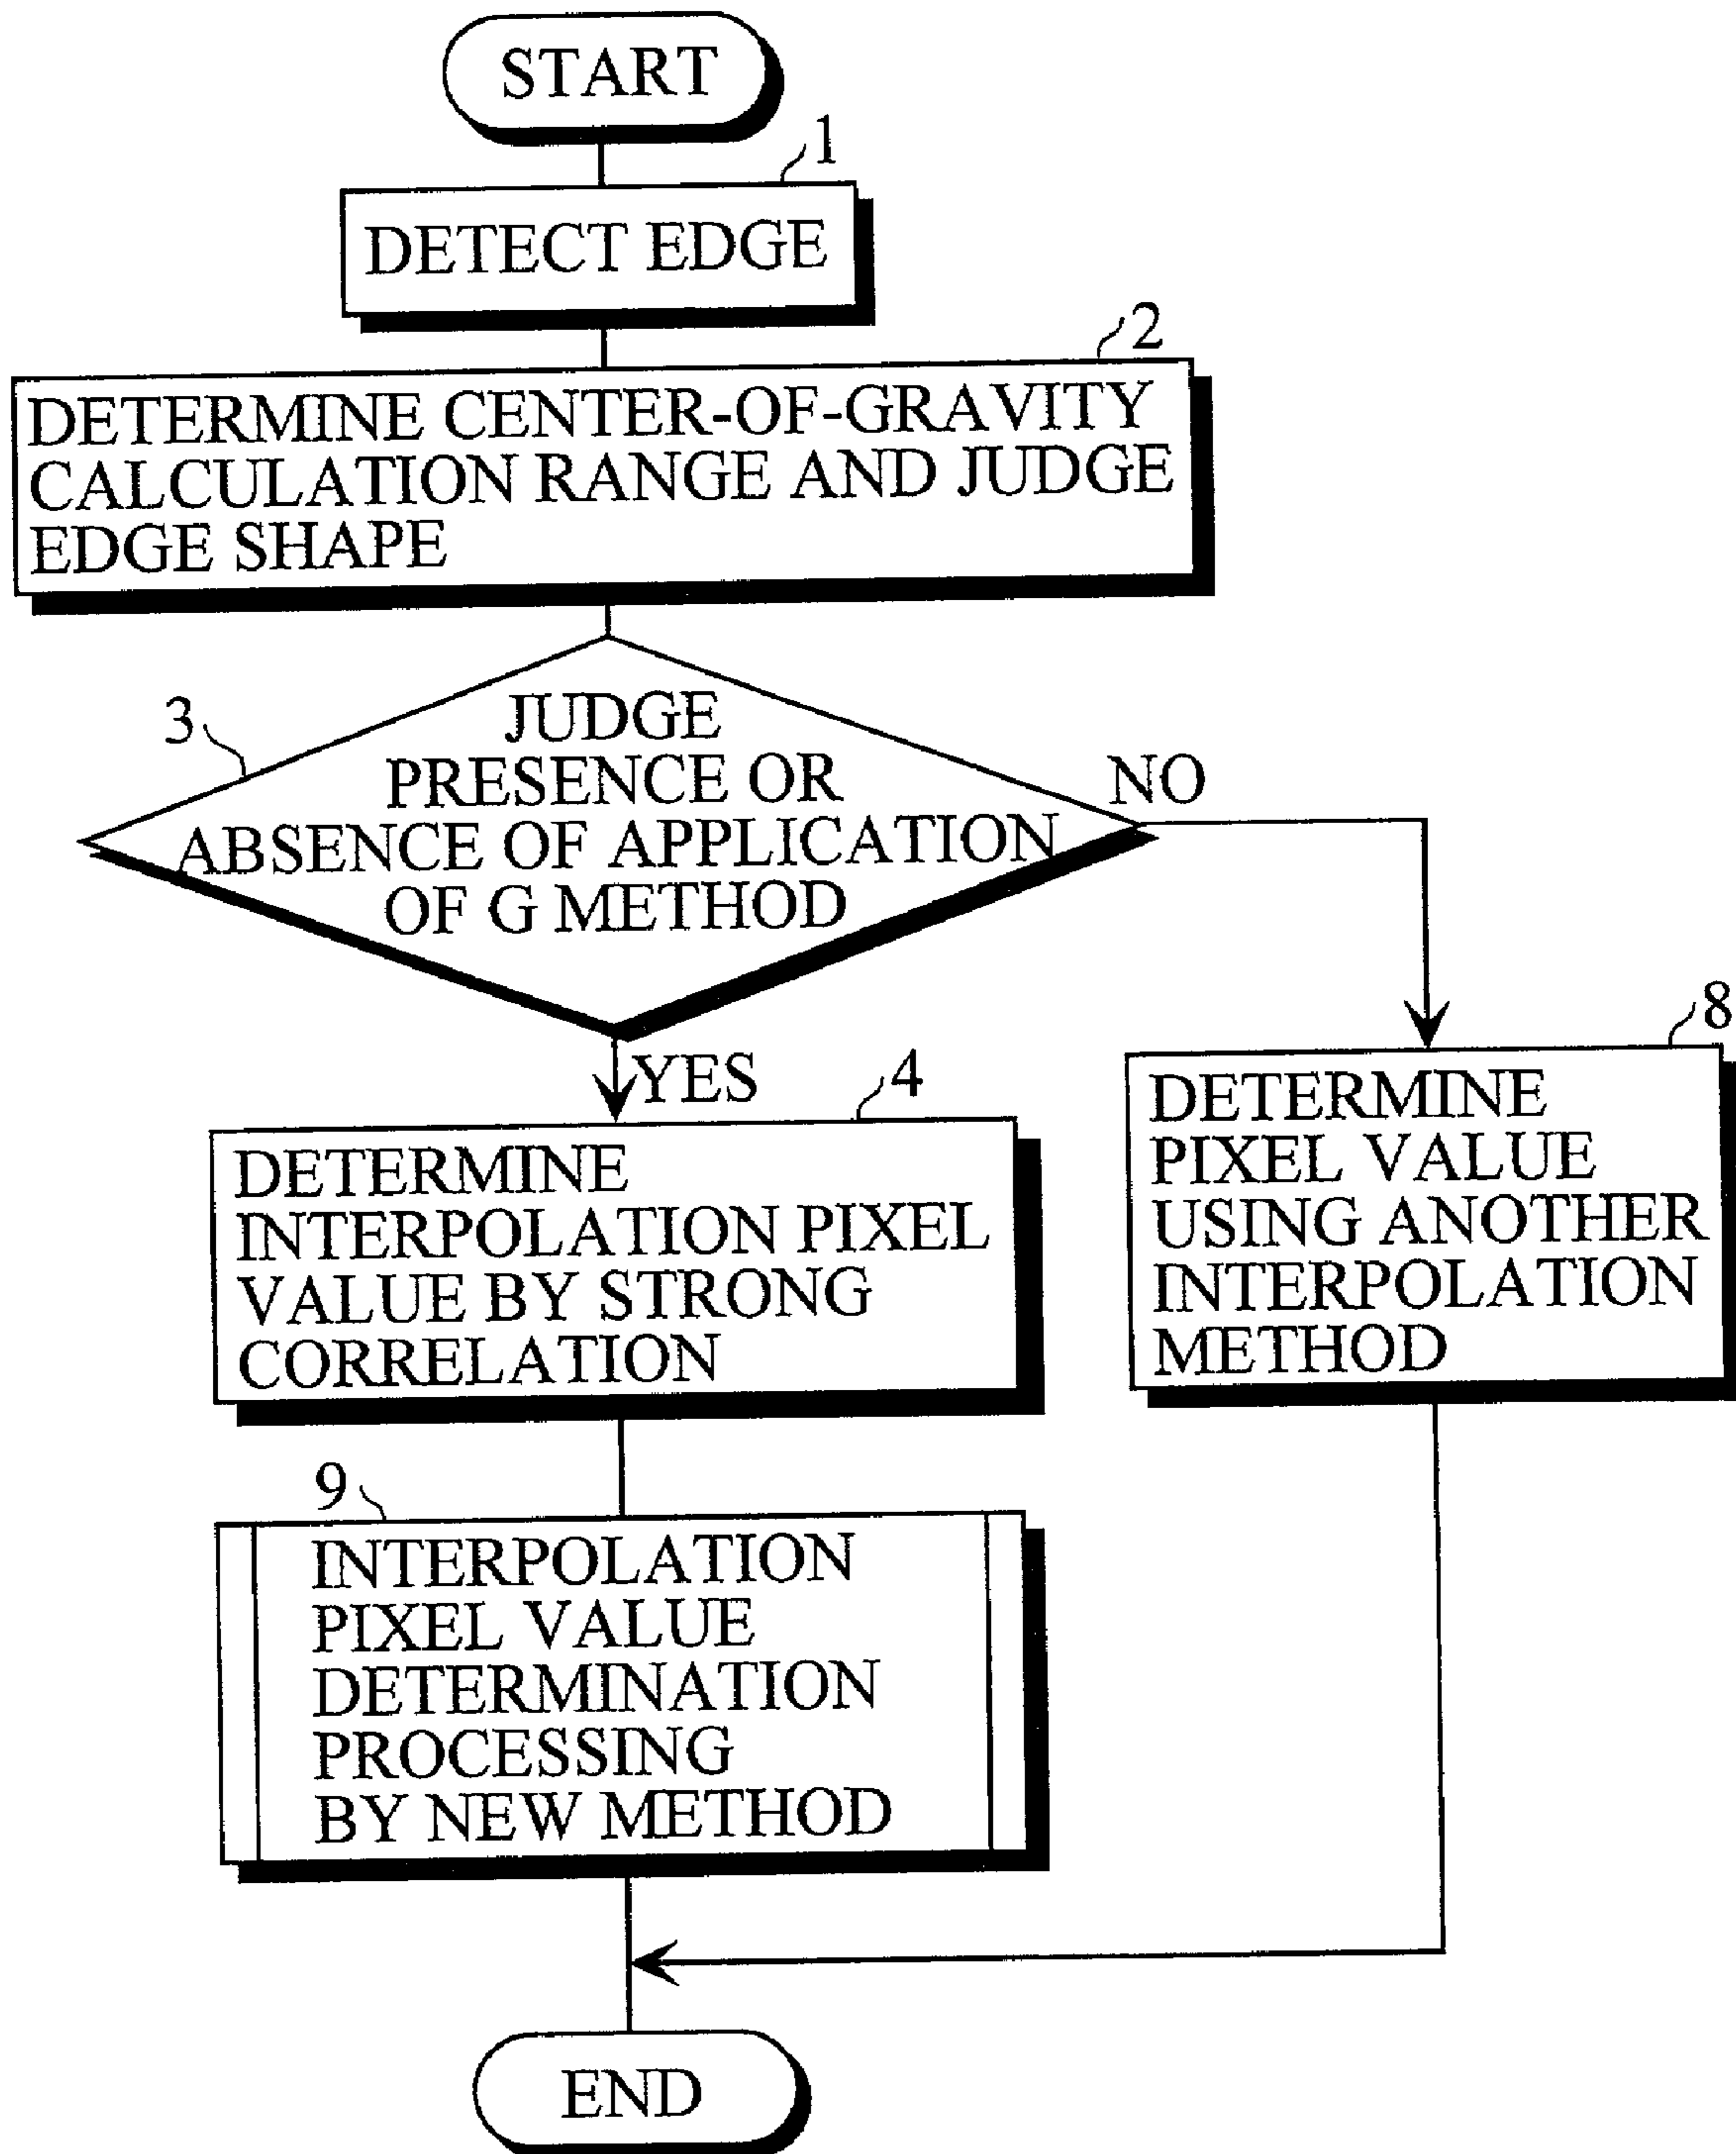 START
1
DETECT EDGE
2
DETERMINE CENTER-OF-GRAVITY
CALCULATION RANGE AND JUDGE
EDGE SHAPE
3
JUDGE
PRESENCE OR
ABSENCE OF APPLICATION
OF G METHOD
NO
YES
4
DETERMINE
INTERPOLATION PIXEL
VALUE BY STRONG
CORRELATION
8
DETERMINE
PIXEL VALUE
USING ANOTHER
INTERPOLATION
METHOD
9
INTERPOLATION
PIXEL VALUE
DETERMINATION
PROCESSING
BY NEW METHOD
END